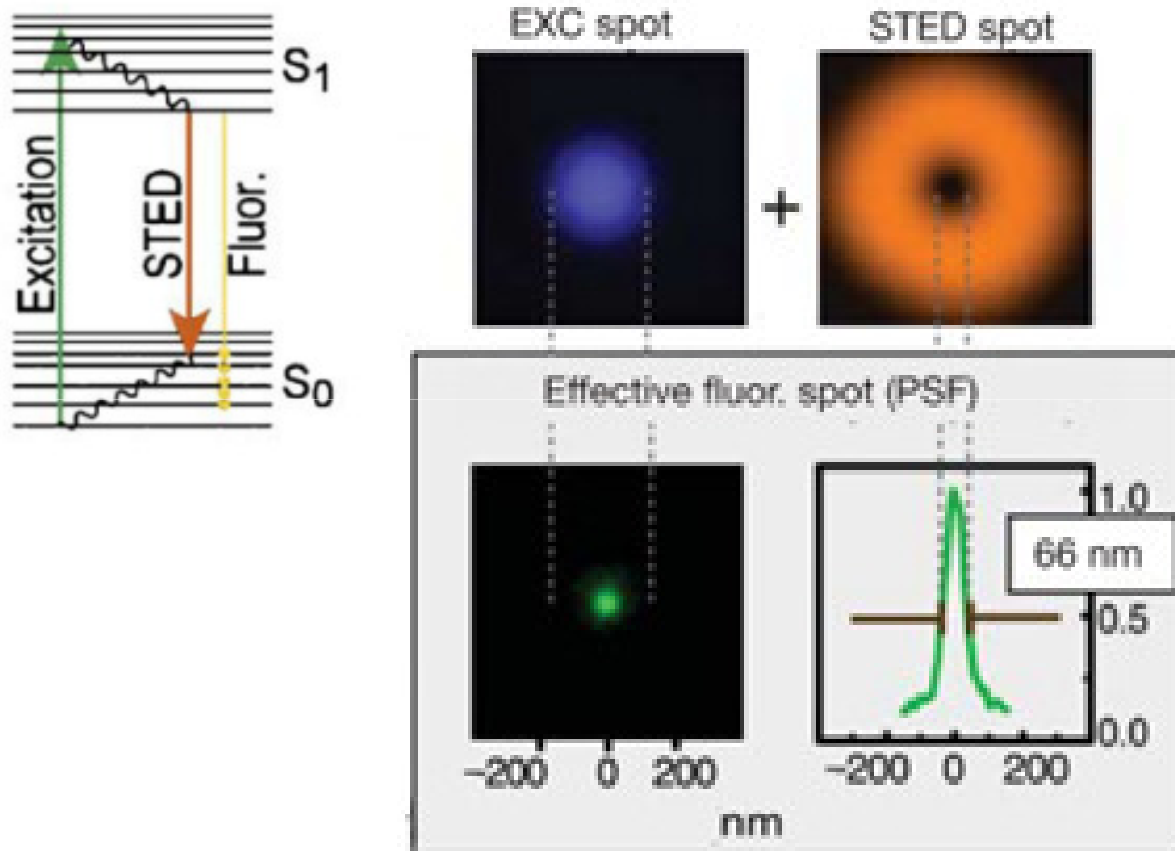 S1
Excitation
STED
Fluor.
S0
EXC spot
STED spot
+
Effective fluor. spot (PSF)
1.0
66 nm
0.5
0.0
−200 0 200
−200 0 200
nm